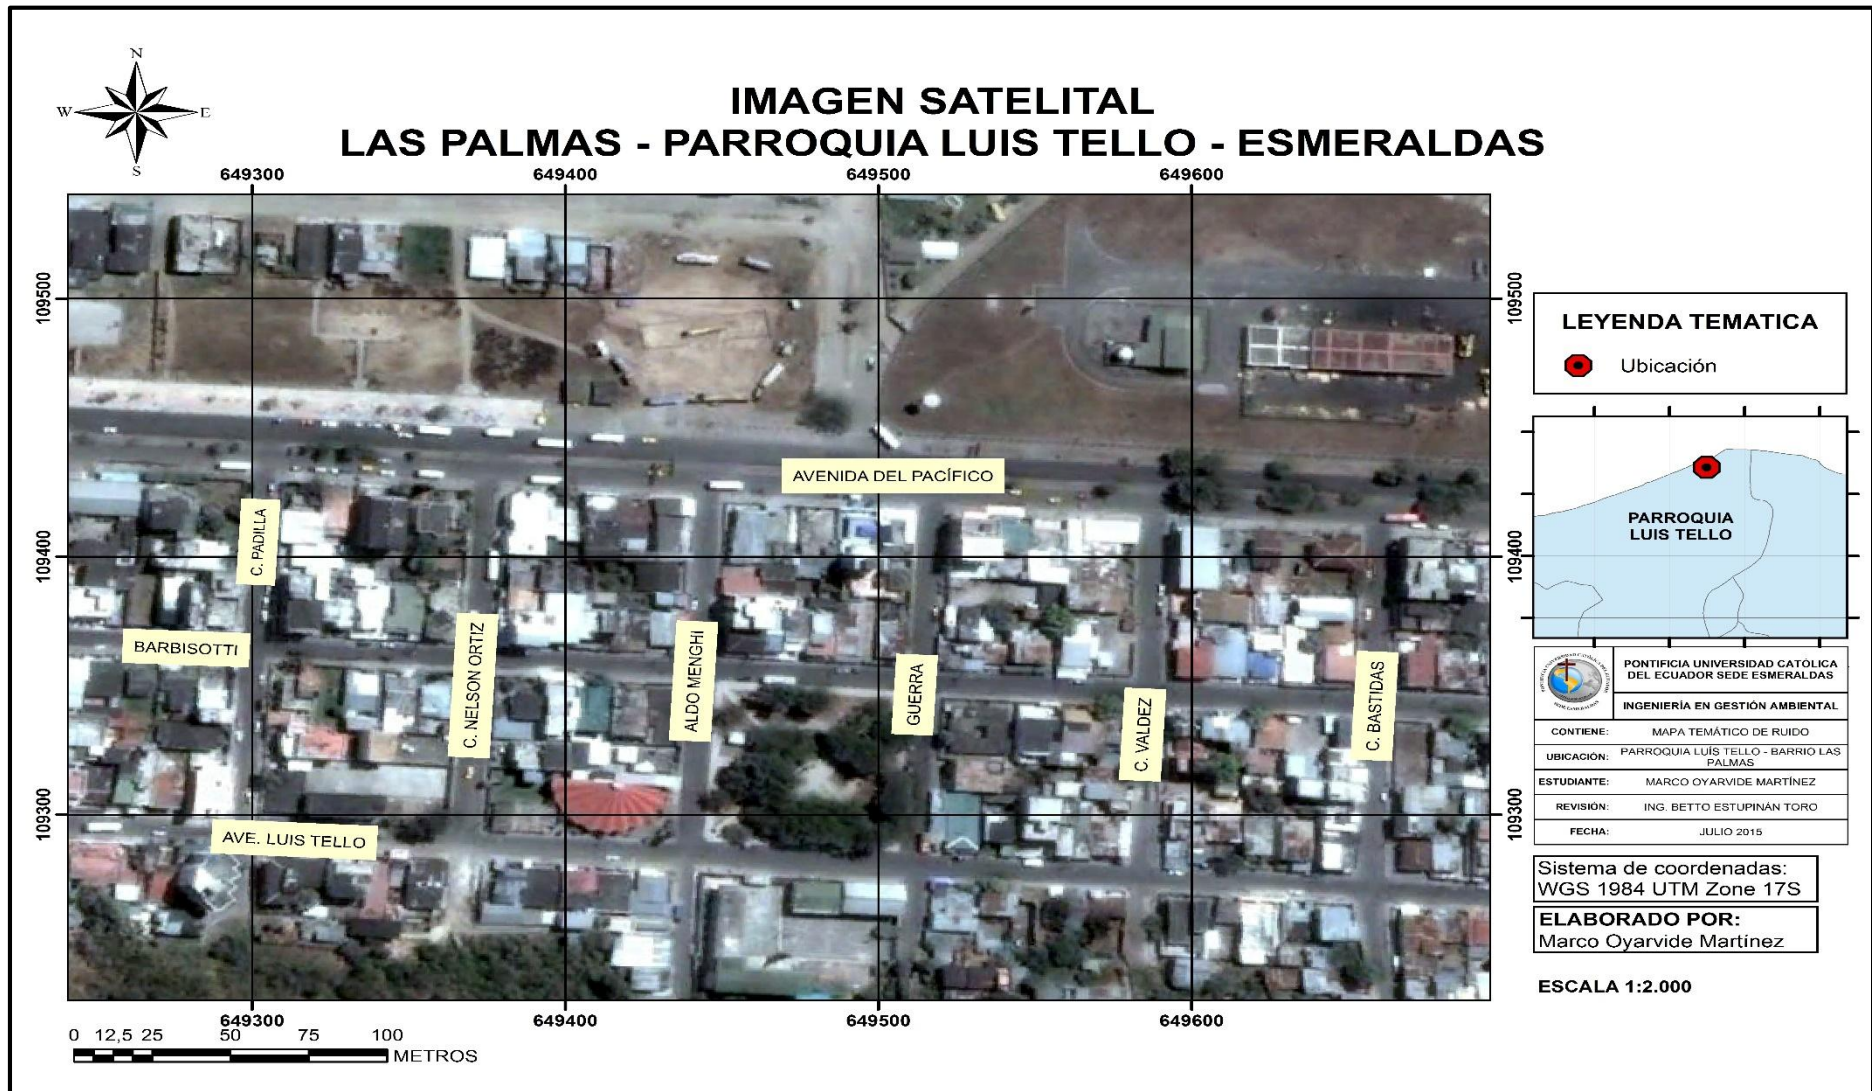 N
W
E
S
IMAGEN SATELITAL
LAS PALMAS - PARROQUIA LUIS TELLO - ESMERALDAS
649300 649400 649500 649600
109500
109400
109300
109500
109400
109300
AVENIDA DEL PACÍFICO
C. PADILLA
BARBISOTTI
C. NELSON ORTIZ
ALDO MENGHI
GUERRA
C. VALDEZ
C. BASTIDAS
AVE. LUIS TELLO
649300 649400 649500 649600
0 12,5 25 50 75 100
METROS
LEYENDA TEMATICA
Ubicación
PARROQUIA
LUIS TELLO
PONTIFICIA UNIVERSIDAD CATÓLICA
DEL ECUADOR SEDE ESMERALDAS
INGENIERÍA EN GESTIÓN AMBIENTAL
CONTIENE: MAPA TEMÁTICO DE RUIDO
UBICACIÓN: PARROQUIA LUÍS TELLO - BARRIO LAS
PALMAS
ESTUDIANTE: MARCO OYARVIDE MARTÍNEZ
REVISIÓN: ING. BETTO ESTUPINÁN TORO
FECHA: JULIO 2015
Sistema de coordenadas:
WGS 1984 UTM Zone 17S
ELABORADO POR:
Marco Oyarvide Martínez
ESCALA 1:2.000